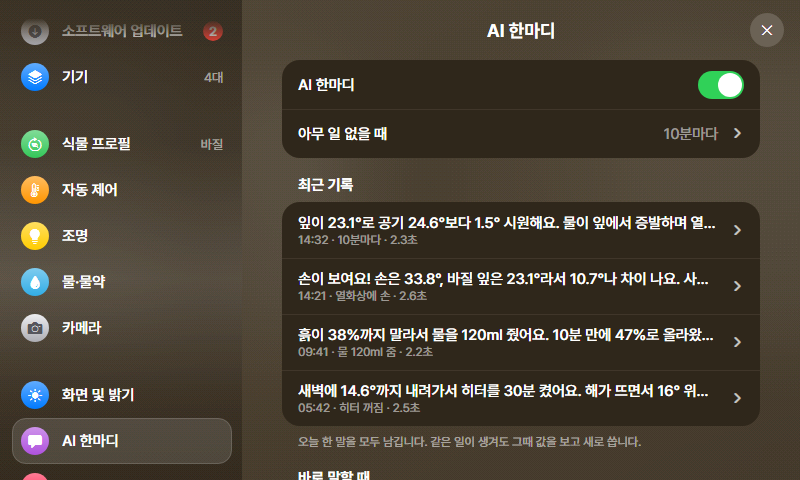 소프트웨어 업데이트
2
기기
4대
식물 프로필
바질
자동 제어
조명
물·물약
카메라
화면 및 밝기
AI 한마디
AI 한마디
AI 한마디
아무 일 없을 때
10분마다
최근 기록
잎이 23.1°로 공기 24.6°보다 1.5° 시원해요. 물이 잎에서 증발하며 열...
14:32 · 10분마다 · 2.3초
손이 보여요! 손은 33.8°, 바질 잎은 23.1°라서 10.7°나 차이 나요. 사...
14:21 · 열화상에 손 · 2.6초
흙이 38%까지 말라서 물을 120ml 줬어요. 10분 만에 47%로 올라왔...
09:41 · 물 120ml 줌 · 2.2초
새벽에 14.6°까지 내려가서 히터를 30분 켰어요. 해가 뜨면서 16° 위...
05:42 · 히터 꺼짐 · 2.5초
오늘 한 말을 모두 남깁니다. 같은 일이 생겨도 그때 값을 보고 새로 씁니다.
바로 말할 때